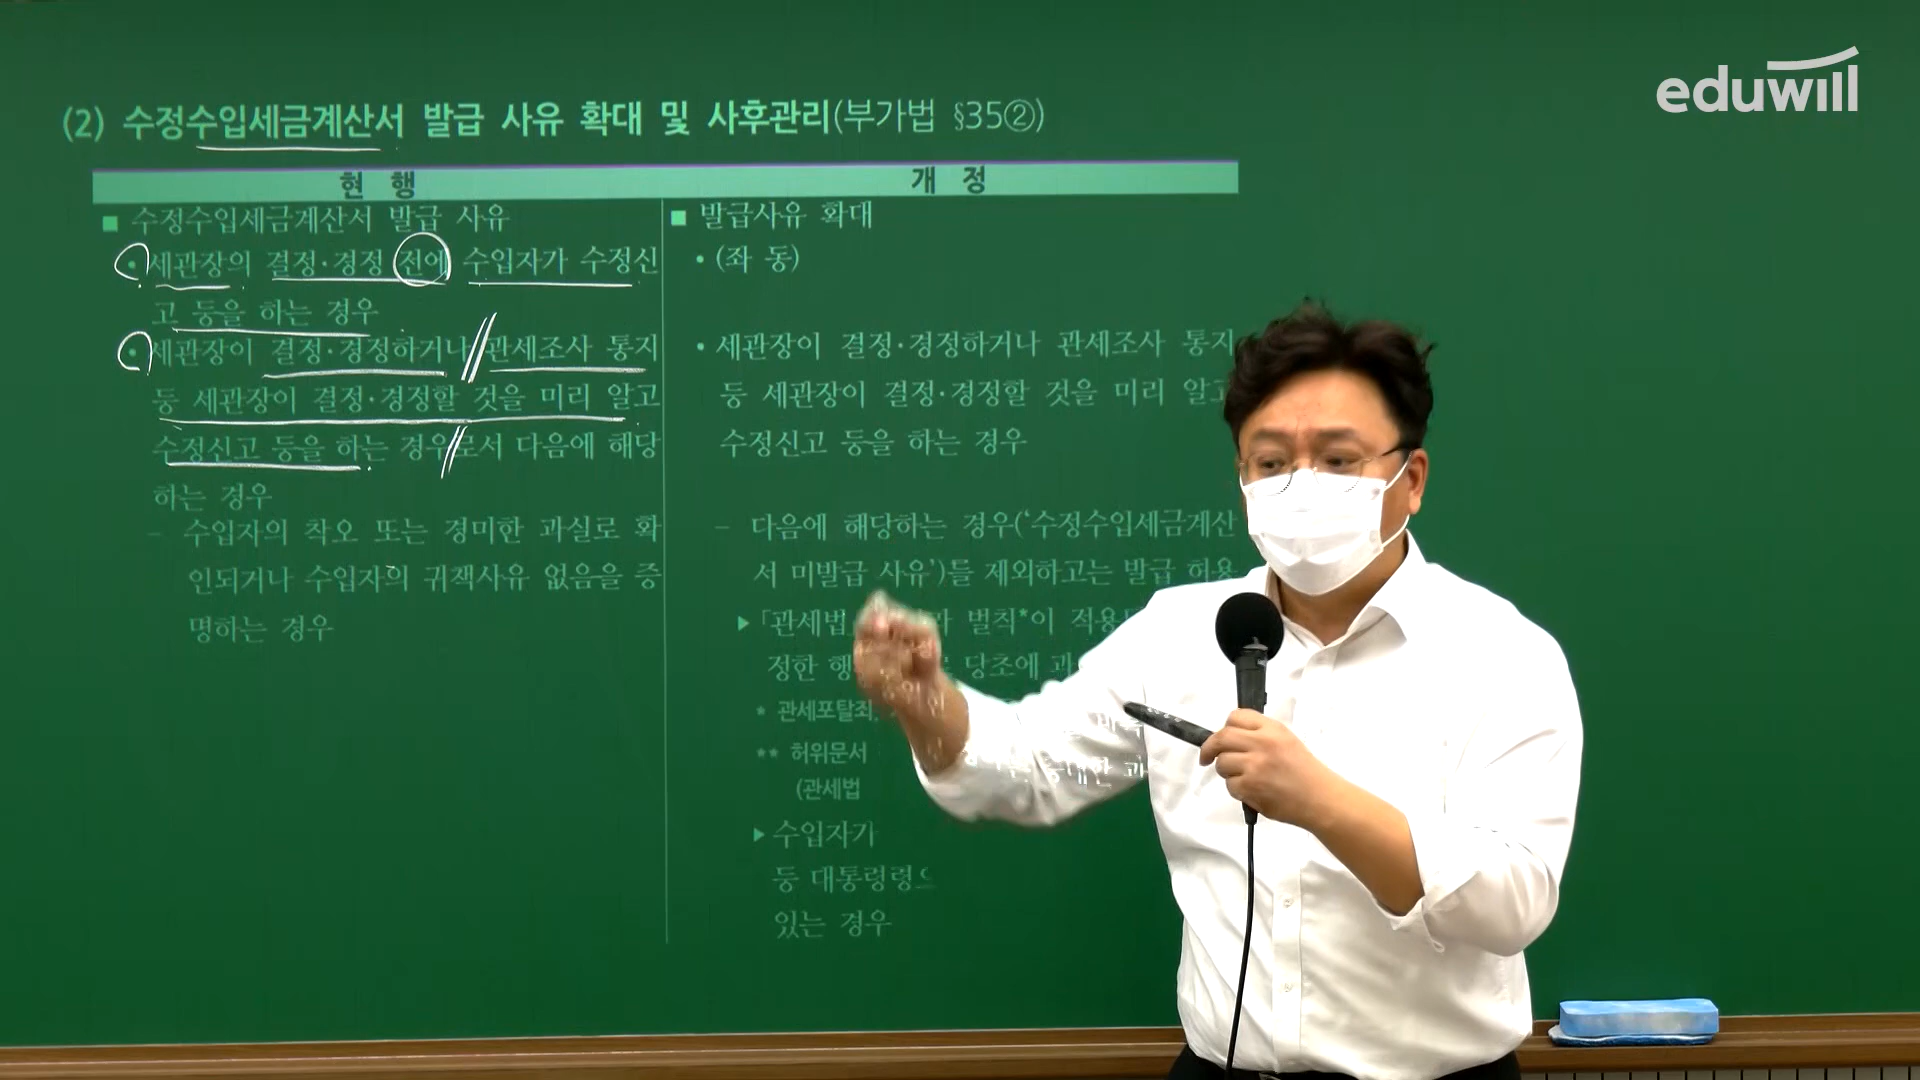 eduwill
(2) 수정수입세금계산서 발급 사유 확대 및 사후관리(부가법 §35②)
현 행
개 정
■ 수정수입세금계산서 발급 사유
• 세관장의 결정·경정 전에 수입자가 수정신
고 등을 하는 경우
• 세관장이 결정·경정하거나 관세조사 통지
등 세관장이 결정·경정할 것을 미리 알고
수정신고 등을 하는 경우로서 다음에 해당
하는 경우
- 수입자의 착오 또는 경미한 과실로 확
인되거나 수입자의 귀책사유 없음을 증
명하는 경우
■ 발급사유 확대
• (좌 동)
• 세관장이 결정·경정하거나 관세조사 통지
등 세관장이 결정·경정할 것을 미리 알고
수정신고 등을 하는 경우
- 다음에 해당하는 경우('수정수입세금계산
서 미발급 사유')를 제외하고는 발급 허용
▶「관세법 벌칙*이 적용
정한 당초에
* 관세포탈죄,
** 허위문서
(관세법
▶ 수입자가
등 대통령령
있는 경우